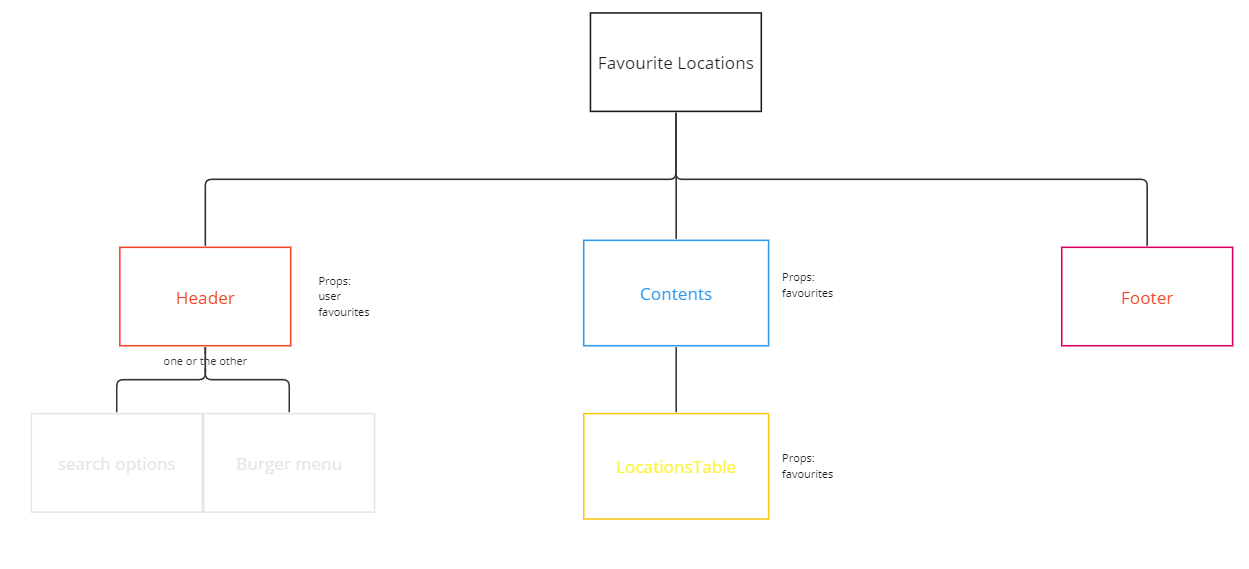 Favourite Locations
Header
Props:
user
favourites
Contents
Props:
favourites
Footer
one or the other
search options
Burger menu
LocationsTable
Props:
favourites